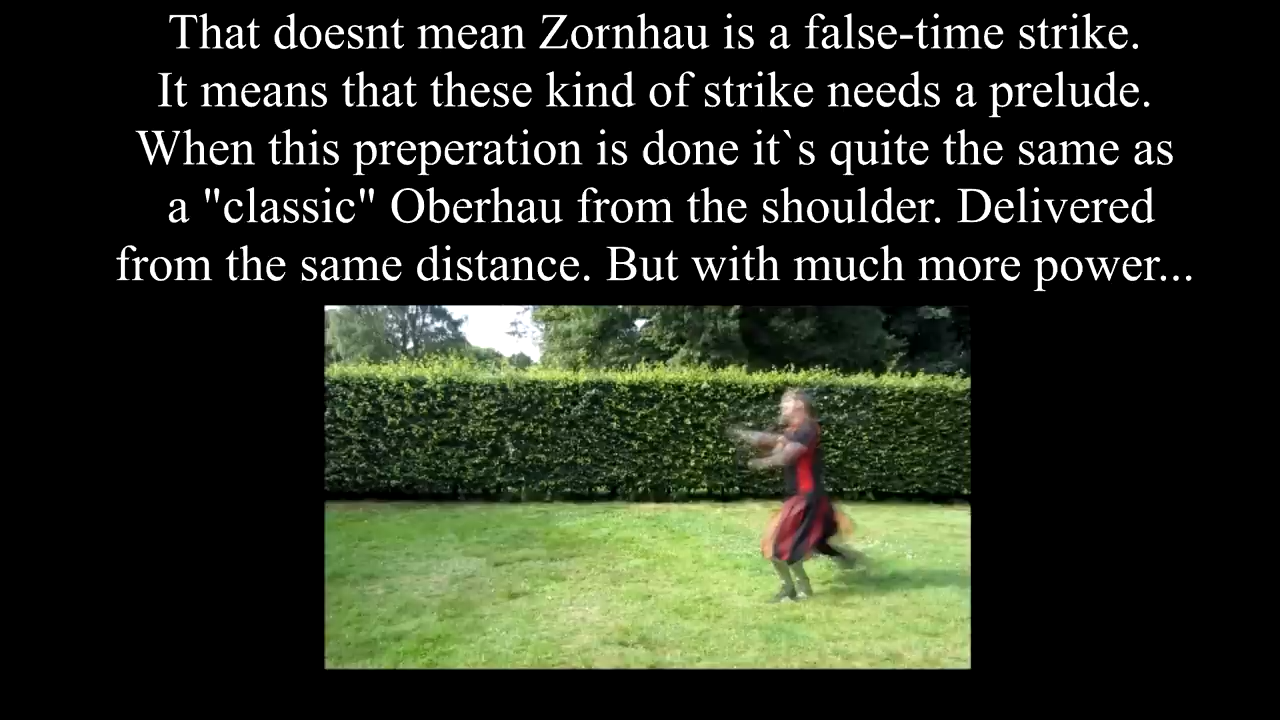 That doesnt mean Zornhau is a false-time strike.
It means that these kind of strike needs a prelude.
When this preperation is done it`s quite the same as
a "classic" Oberhau from the shoulder. Delivered
from the same distance. But with much more power...